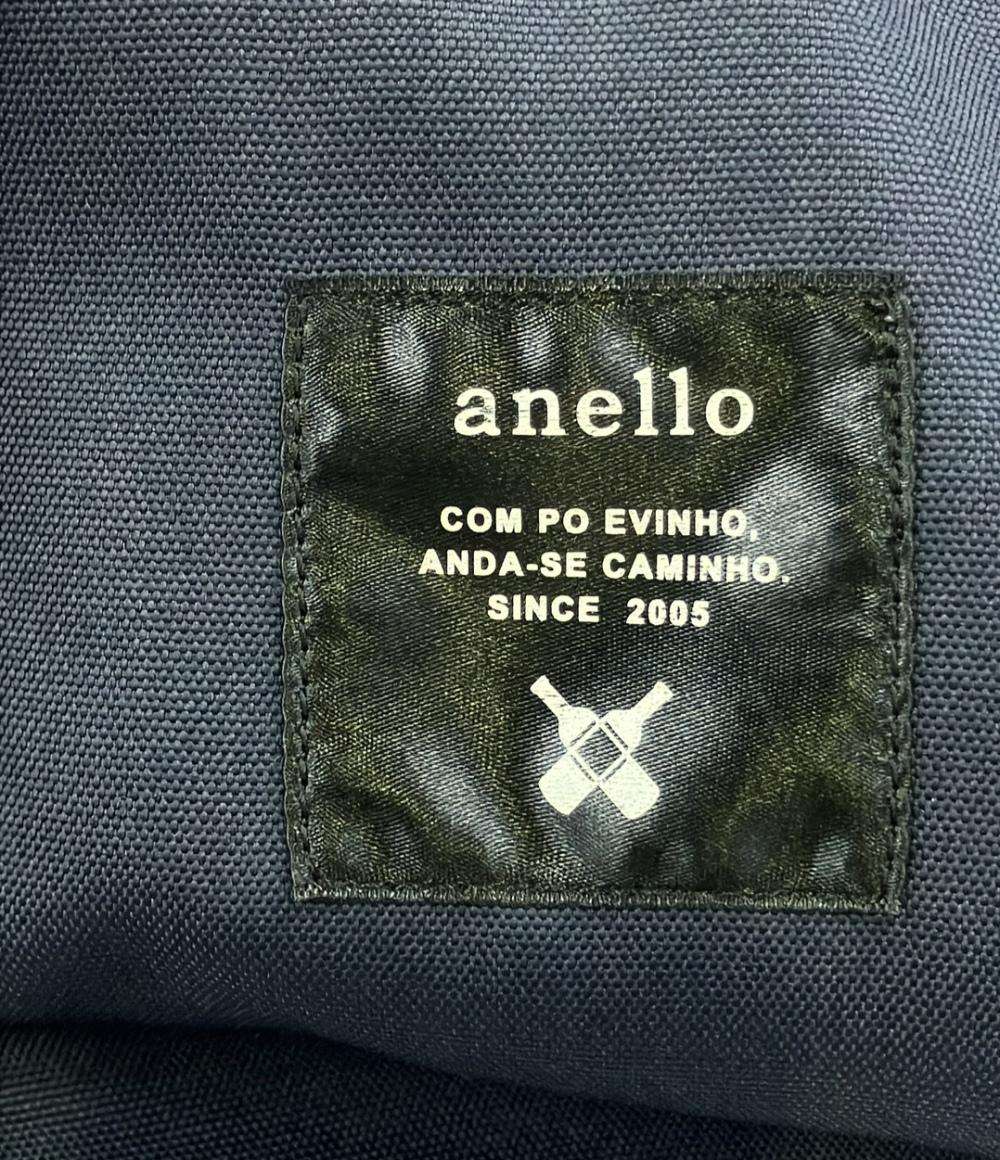 anello
COM PO EVINHO,
ANDA-SE CAMINHO.
SINCE 2005